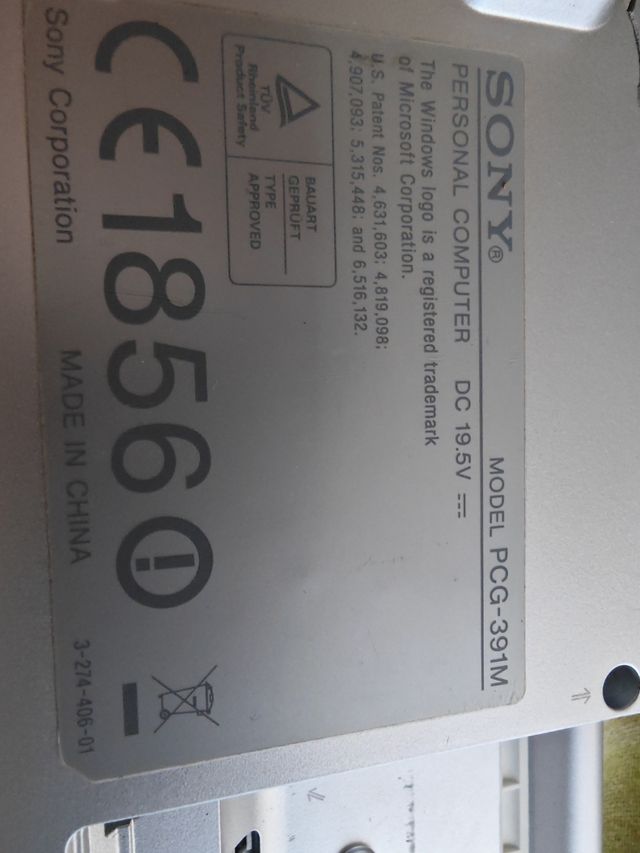 SONY® MODEL PCG-391M
PERSONAL COMPUTER DC 19.5V
The Windows logo is a registered trademark
of Microsoft Corporation.
U.S. Patent Nos. 4,631,603; 4,819,098;
4,907,093; 5,315,448; and 6,516,132.
TÜV
Rheinland
Product Safety
BAUART
GEPRÜFT
TYPE
APPROVED
CE1856
Sony Corporation MADE IN CHINA 3-274-406-01